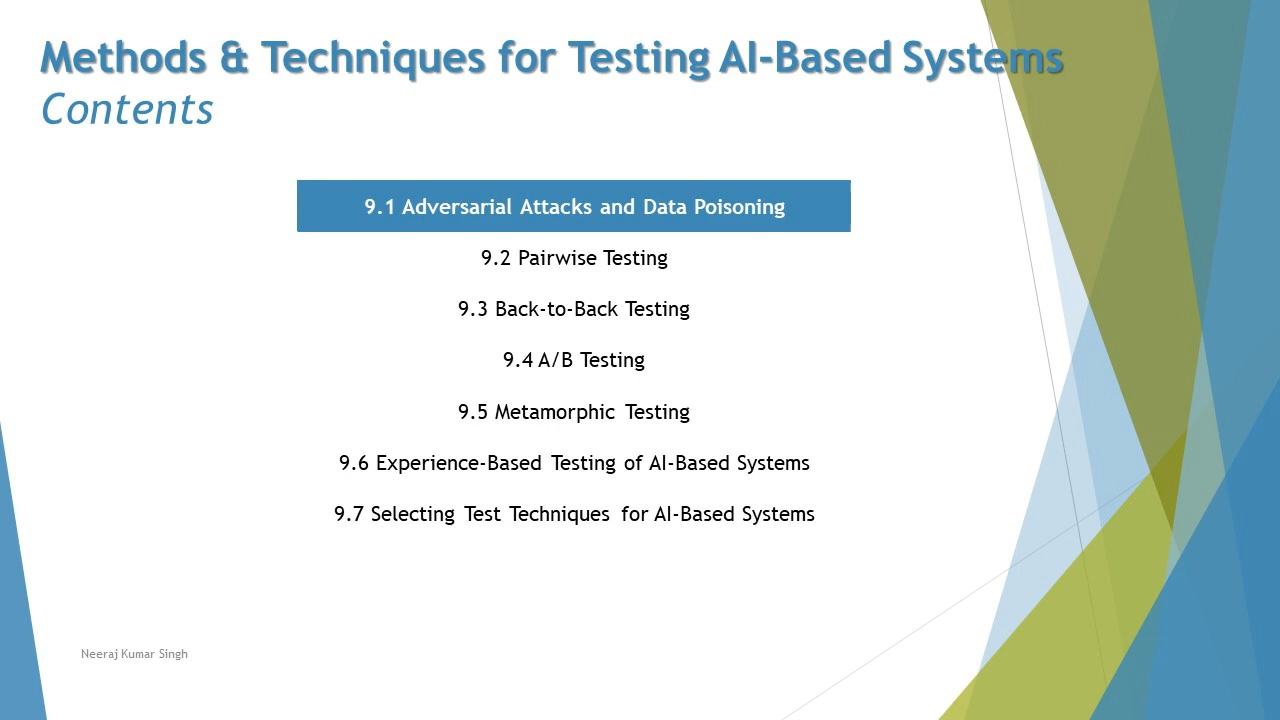 Methods & Techniques for Testing AI-Based Systems
Contents
9.1 Adversarial Attacks and Data Poisoning
9.2 Pairwise Testing
9.3 Back-to-Back Testing
9.4 A/B Testing
9.5 Metamorphic Testing
9.6 Experience-Based Testing of AI-Based Systems
9.7 Selecting Test Techniques for AI-Based Systems
Neeraj Kumar Singh